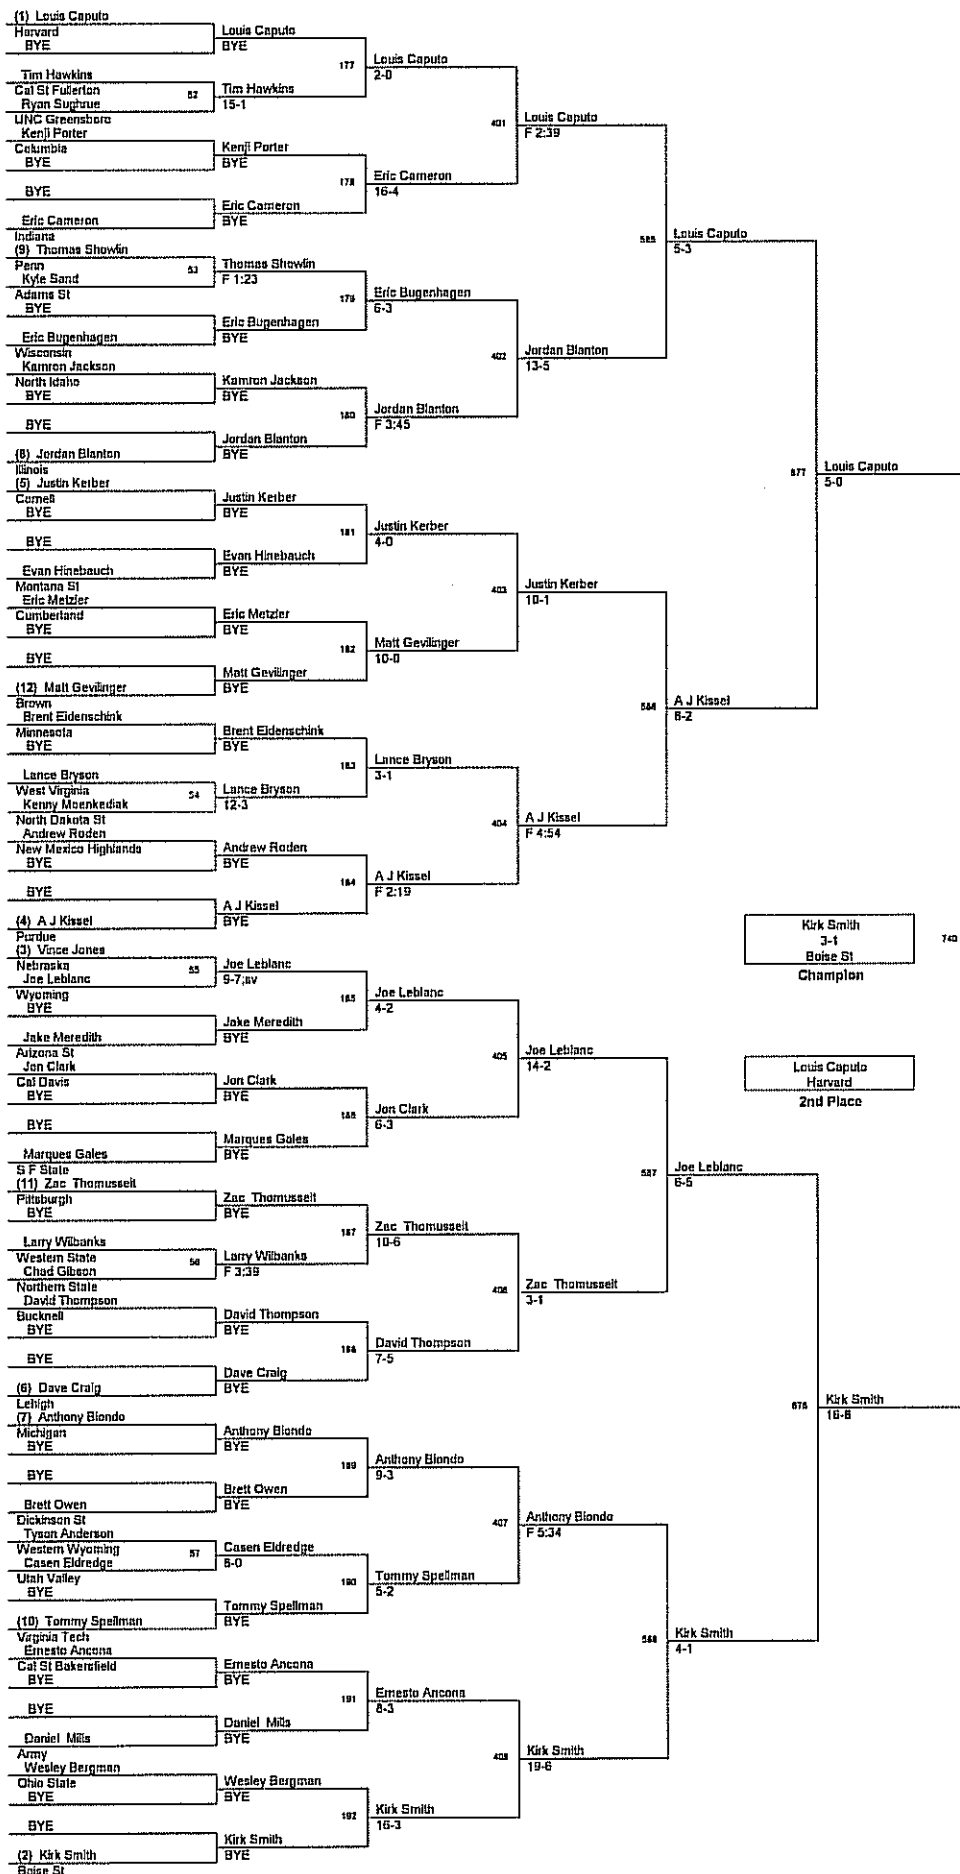 (1) Louis Caputo
Harvard
BYE
Tim Hawkins
Cal St Fullerton
52
Ryan Sughrue
UNC Greensboro
Kenji Porter
Columbia
BYE
BYE
Eric Cameron
Indiana
(9) Thomas Showlin
Penn
53
Kyle Sand
Adams St
BYE
Eric Bugenhagen
Wisconsin
Kamron Jackson
North Idaho
BYE
BYE
(8) Jordan Blanton
Illinois
(5) Justin Kerber
Cornell
BYE
Evan Hinebauch
Montana St
Eric Metzler
Cumberland
BYE
BYE
(12) Matt Gevilinger
Brown
Brent Eidenschink
Minnesota
BYE
Lance Bryson
West Virginia
54
Kenny Moenkediak
North Dakota St
Andrew Roden
New Mexico Highlands
BYE
BYE
(4) A J Kissel
Purdue
(3) Vince Jones
Nebraska
55
Joe Leblanc
Wyoming
BYE
Jake Meredith
Arizona St
Jon Clark
Cal Davis
BYE
BYE
Marques Gales
S F State
(11) Zac Thomusseit
Pittsburgh
BYE
Larry Wilbanks
Western State
56
Chad Gibson
Northern State
David Thompson
Bucknell
BYE
BYE
(6) Dave Craig
Lehigh
(7) Anthony Biondo
Michigan
BYE
BYE
Brett Owen
Dickinson St
Tyson Anderson
Western Wyoming
57
Casen Eldredge
Utah Valley
BYE
(10) Tommy Spellman
Virginia Tech
Ernesto Ancona
Cal St Bakersfield
BYE
BYE
Daniel Mills
Army
Wesley Bergman
Ohio State
BYE
BYE
(2) Kirk Smith
Boise St
Louis Caputo
BYE
177
Tim Hawkins
15-1
Kenji Porter
BYE
178
Eric Cameron
BYE
Thomas Showlin
F 1:23
179
Eric Bugenhagen
BYE
Kamron Jackson
BYE
180
Jordan Blanton
BYE
Justin Kerber
BYE
181
Evan Hinebauch
BYE
Eric Metzler
BYE
182
Matt Gevilinger
BYE
Brent Eidenschink
BYE
183
Lance Bryson
12-3
Andrew Roden
BYE
184
A J Kissel
BYE
Joe Leblanc
9-7;sv
185
Jake Meredith
BYE
Jon Clark
BYE
186
Marques Gales
BYE
Zac Thomusseit
BYE
187
Larry Wilbanks
F 3:39
David Thompson
BYE
188
Dave Craig
BYE
Anthony Biondo
BYE
189
Brett Owen
BYE
Casen Eldredge
5-0
190
Tommy Spellman
BYE
Ernesto Ancona
BYE
191
Daniel Mills
BYE
Wesley Bergman
BYE
192
Kirk Smith
BYE
Louis Caputo
2-0
401
Eric Cameron
16-4
Eric Bugenhagen
6-3
402
Jordan Blanton
F 3:45
Justin Kerber
4-0
403
Matt Gevilinger
10-0
Lance Bryson
3-1
404
A J Kissel
F 2:19
Joe Leblanc
4-2
405
Jon Clark
6-3
Zac Thomusseit
10-6
406
David Thompson
7-5
Anthony Biondo
9-3
407
Tommy Spellman
5-2
Ernesto Ancona
8-3
408
Kirk Smith
16-3
Louis Caputo
F 2:39
585
Jordan Blanton
13-5
Justin Kerber
10-1
586
A J Kissel
F 4:54
Joe Leblanc
14-2
587
Zac Thomusseit
3-1
Anthony Biondo
F 5:34
588
Kirk Smith
19-6
Louis Caputo
5-3
677
A J Kissel
6-2
Joe Leblanc
6-5
678
Kirk Smith
4-1
Louis Caputo
5-0
Kirk Smith
16-6
Kirk Smith
3-1
Boise St
740
Champion
Louis Caputo
Harvard
2nd Place